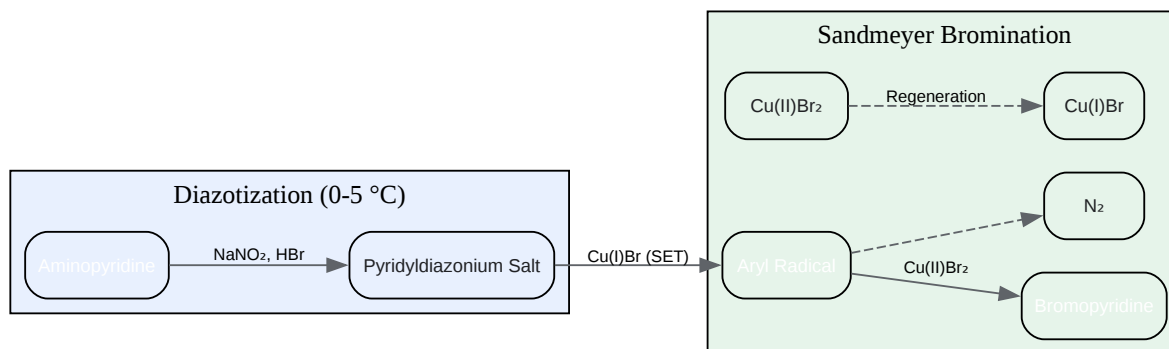 Sandmeyer Bromination
Cu(II)Br₂
Regeneration
Cu(I)Br
Diazotization (0-5 °C)
N₂
Aminopyridine
NaNO₂, HBr
Pyridyldiazonium Salt
Cu(I)Br (SET)
Aryl Radical
Cu(II)Br₂
Bromopyridine